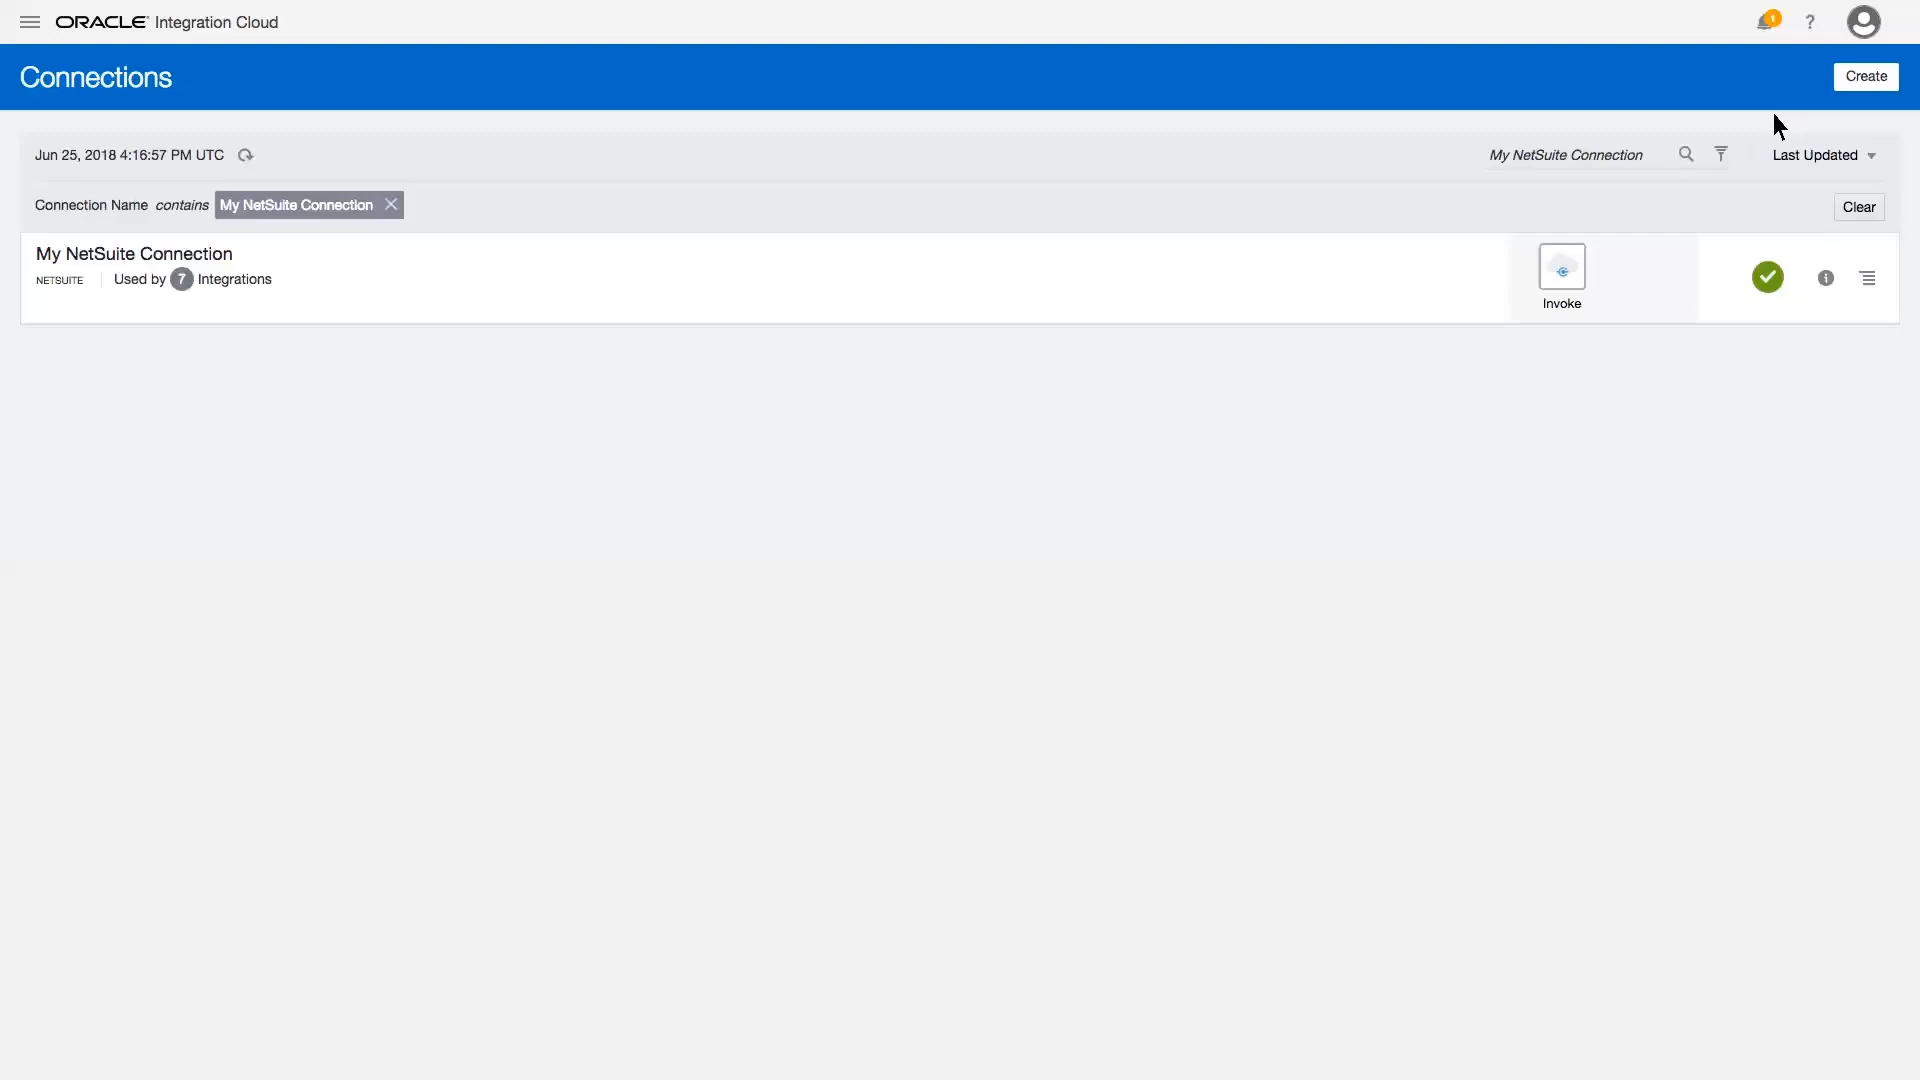 ORACLE Integration Cloud
1
?
Connections
Create
Jun 25, 2018 4:16:57 PM UTC
My NetSuite Connection
Last Updated
Connection Name contains My NetSuite Connection
Clear
My NetSuite Connection
NETSUITE
Used by 7 Integrations
Invoke